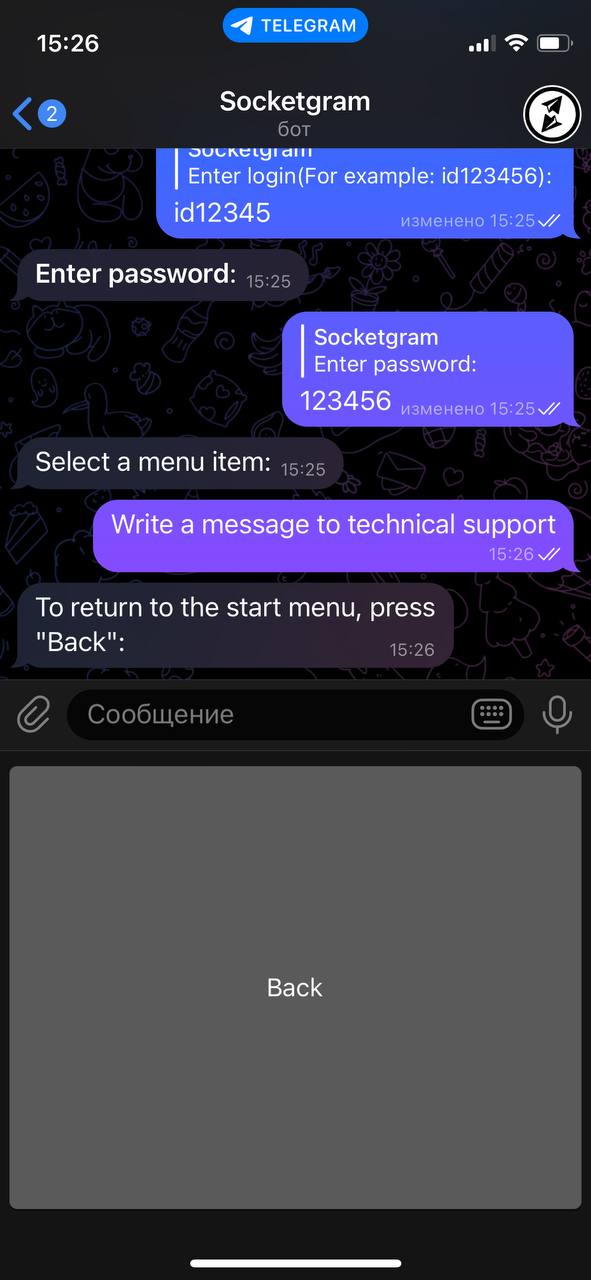 15:26
TELEGRAM
2
Socketgram
бот
Socketgram
Enter login(For example: id123456):
id12345
изменено 15:25
Enter password:
15:25
Socketgram
Enter password:
123456
изменено 15:25
Select a menu item:
15:25
Write a message to technical support
15:26
To return to the start menu, press
"Back":
15:26
Сообщение
Back